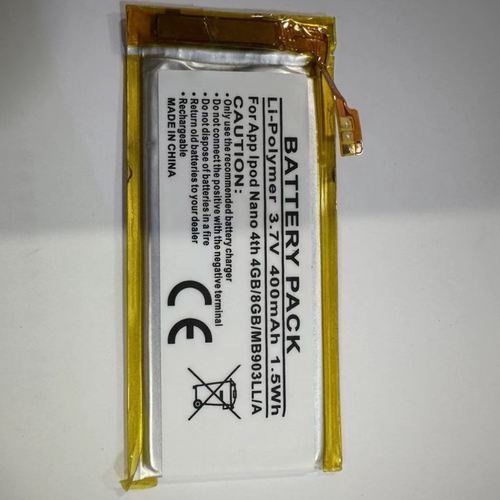 BATTERY PACK
Li-Polymer 3.7V 400mAh 1.5Wh
For App Ipod Nano 4th 4GB/8GB/MB903LL/A
CAUTION:
• Only use the recommended battery charger
• Do not connect the positive to the negative terminal
• Do not dispose of batteries in a fire
• Return old batteries to your dealer
• Rechargeable
MADE IN CHINA
CE